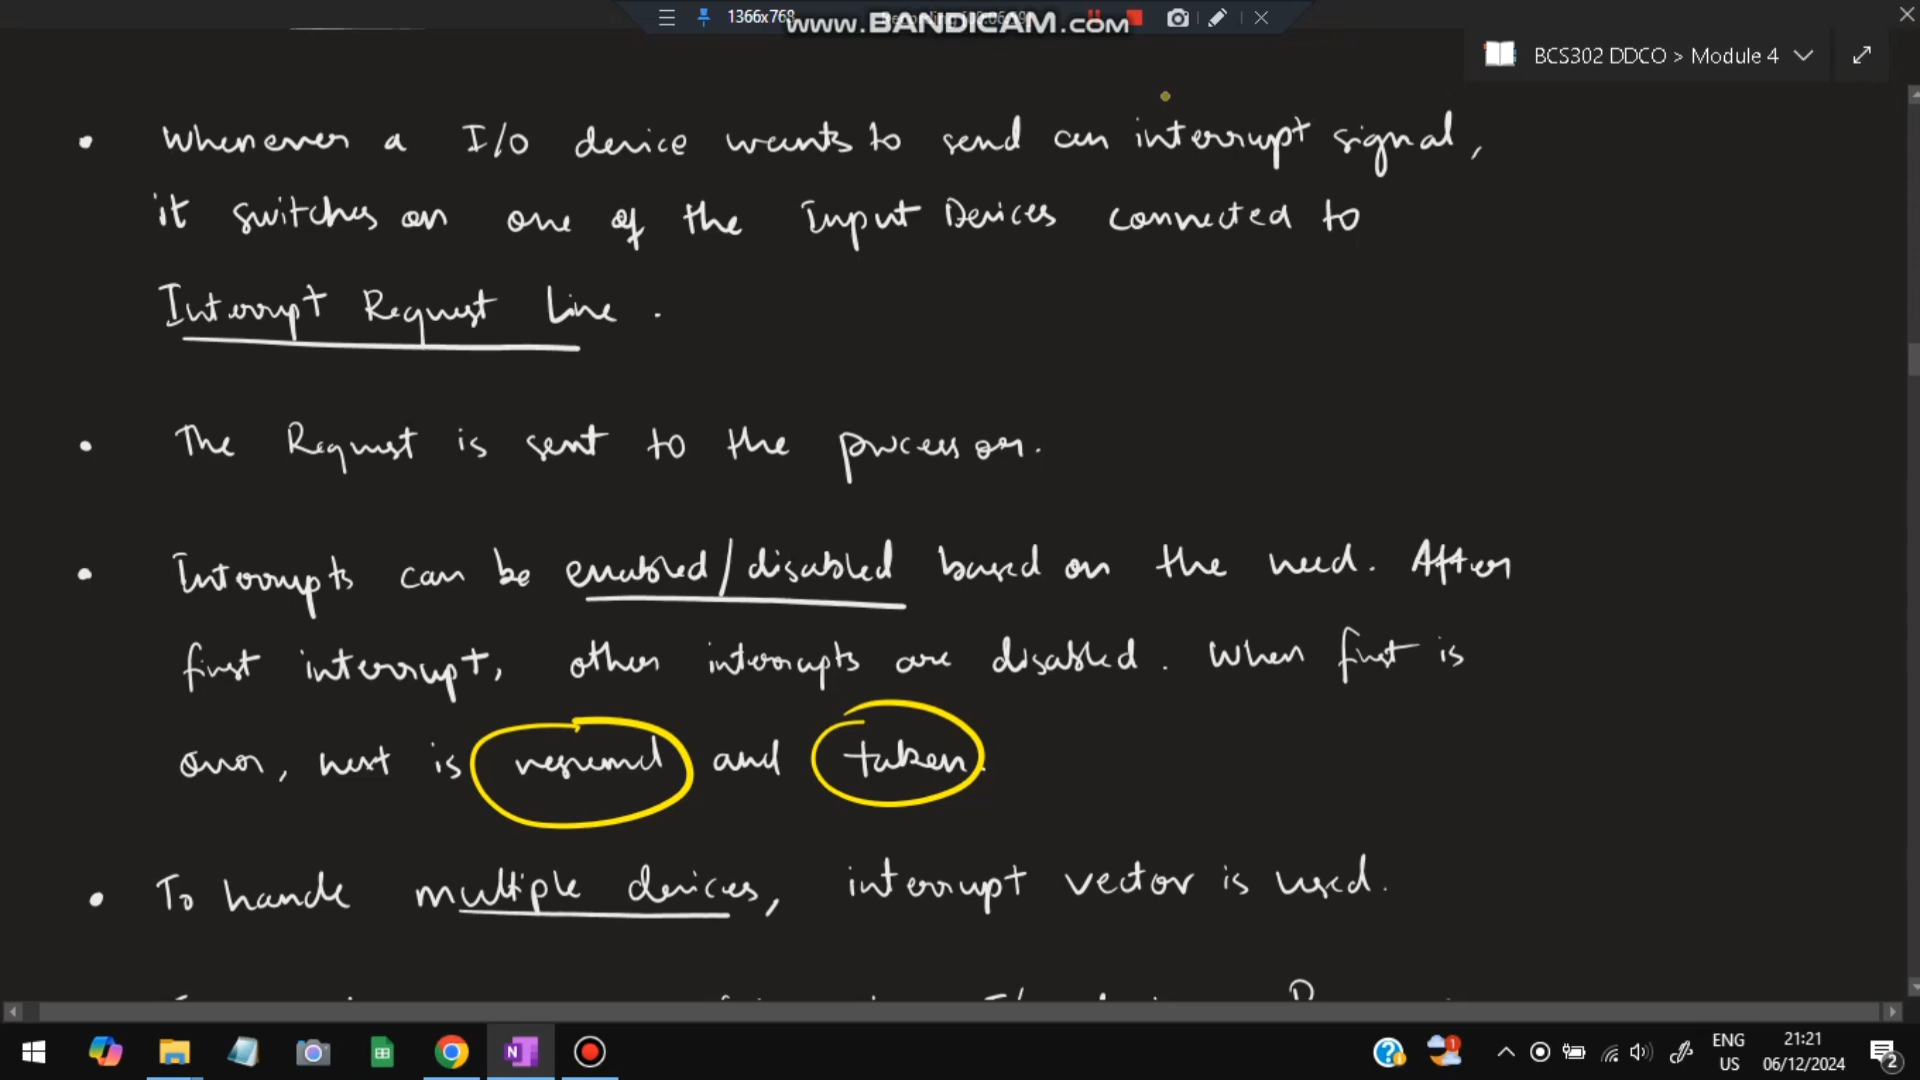 1366x768
www.BANDICAM.com
BCS302 DDCO > Module 4
• Whenever a I/O device wants to send an interrupt signal,
it switches on one of the Input Devices connected to
Interrupt Request Line.
• The Request is sent to the processor.
• Interrupts can be enabled/disabled based on the need. After
first interrupt, other interrupts are disabled. When first is
over, next is resumed and taken.
• To handle multiple devices, interrupt vector is used.
ENG
US
21:21
06/12/2024
2